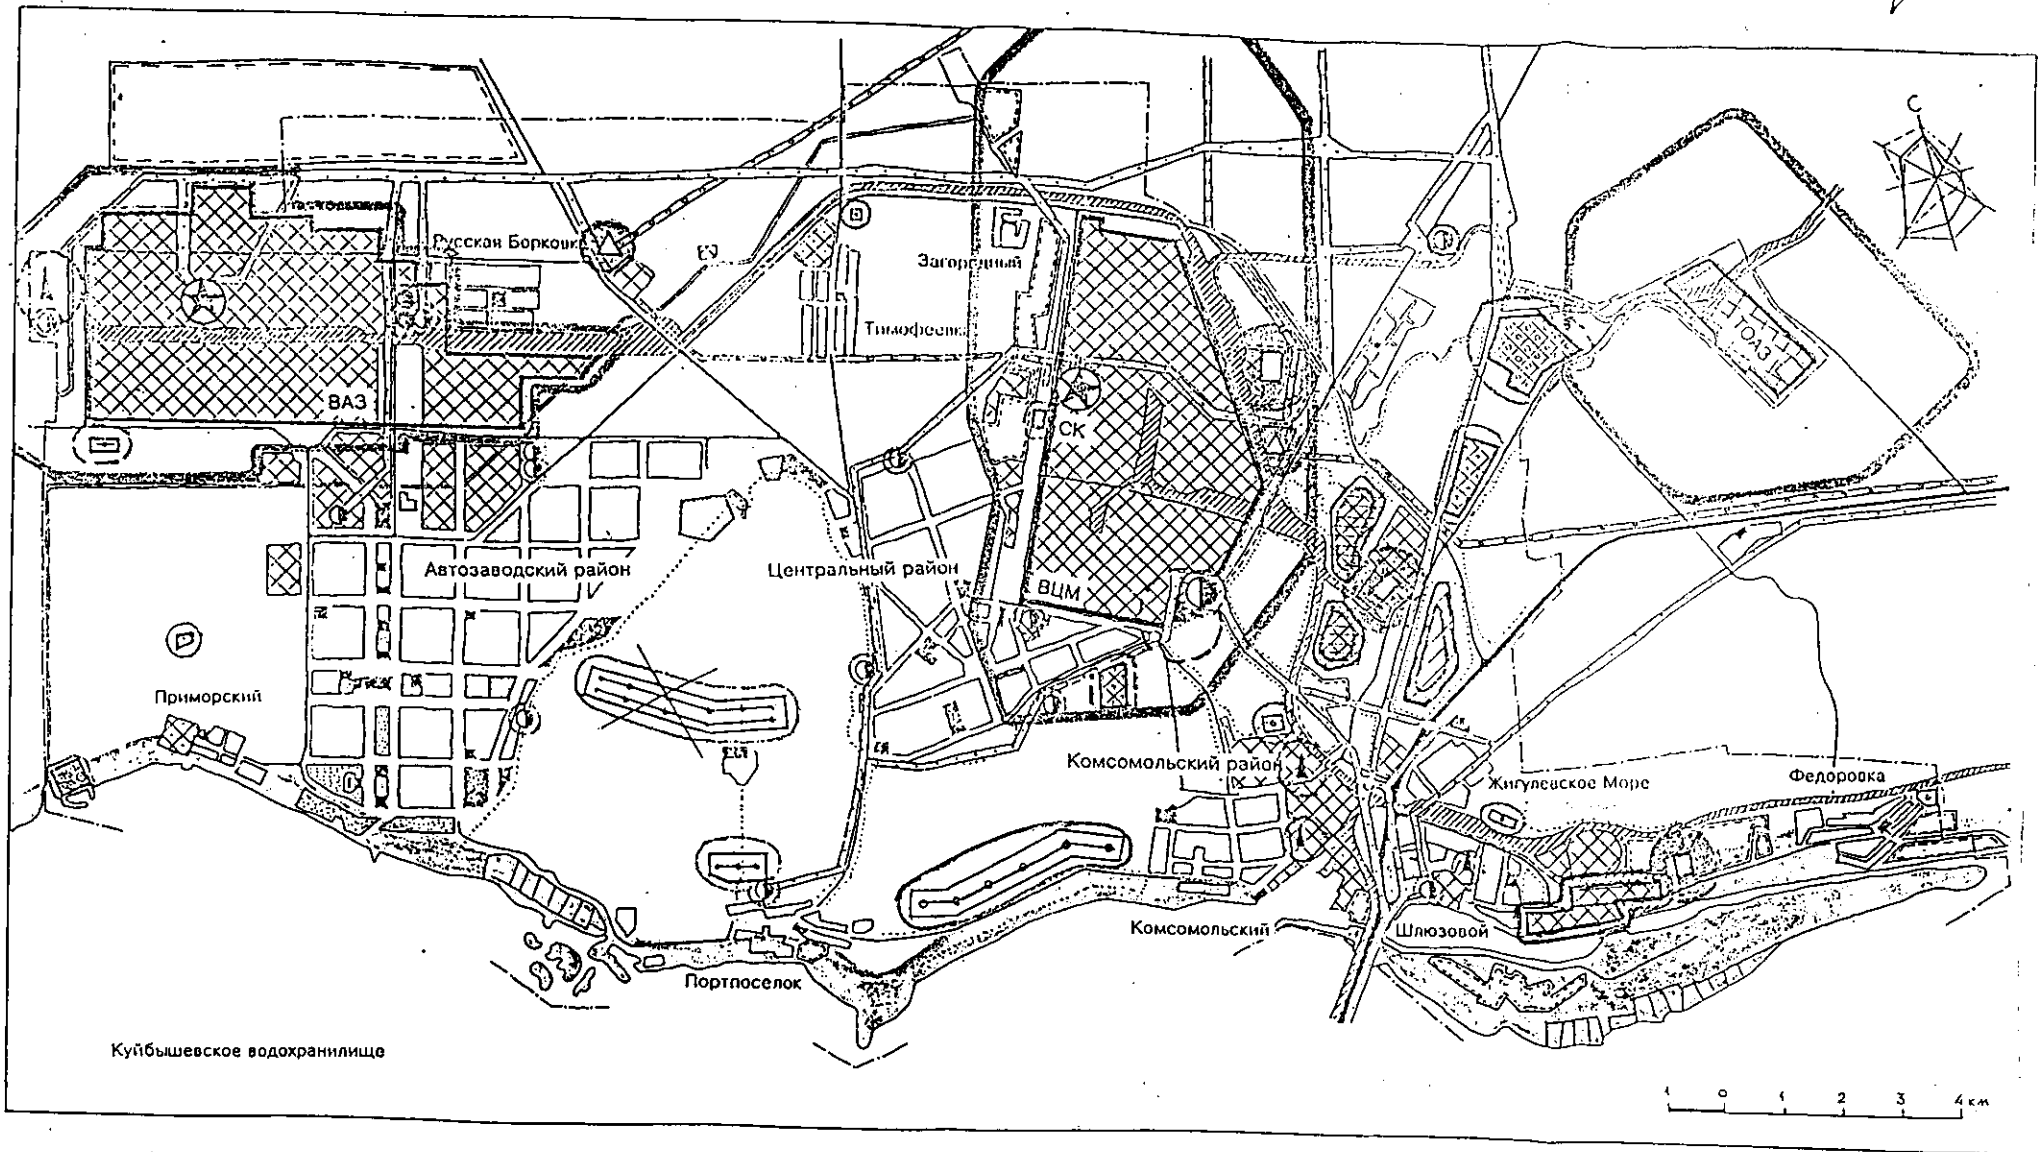 С
Русская Борковка
Загородный
Тимофеевка
ТОАЗ
ВАЗ
СК
Автозаводский район
Центральный район
ВЦМ
Приморский
Комсомольский район
Жигулевское Море
Федоровка
Комсомольский
Шлюзовой
Портпоселок
Куйбышевское водохранилище
1 0 1 2 3 4 км